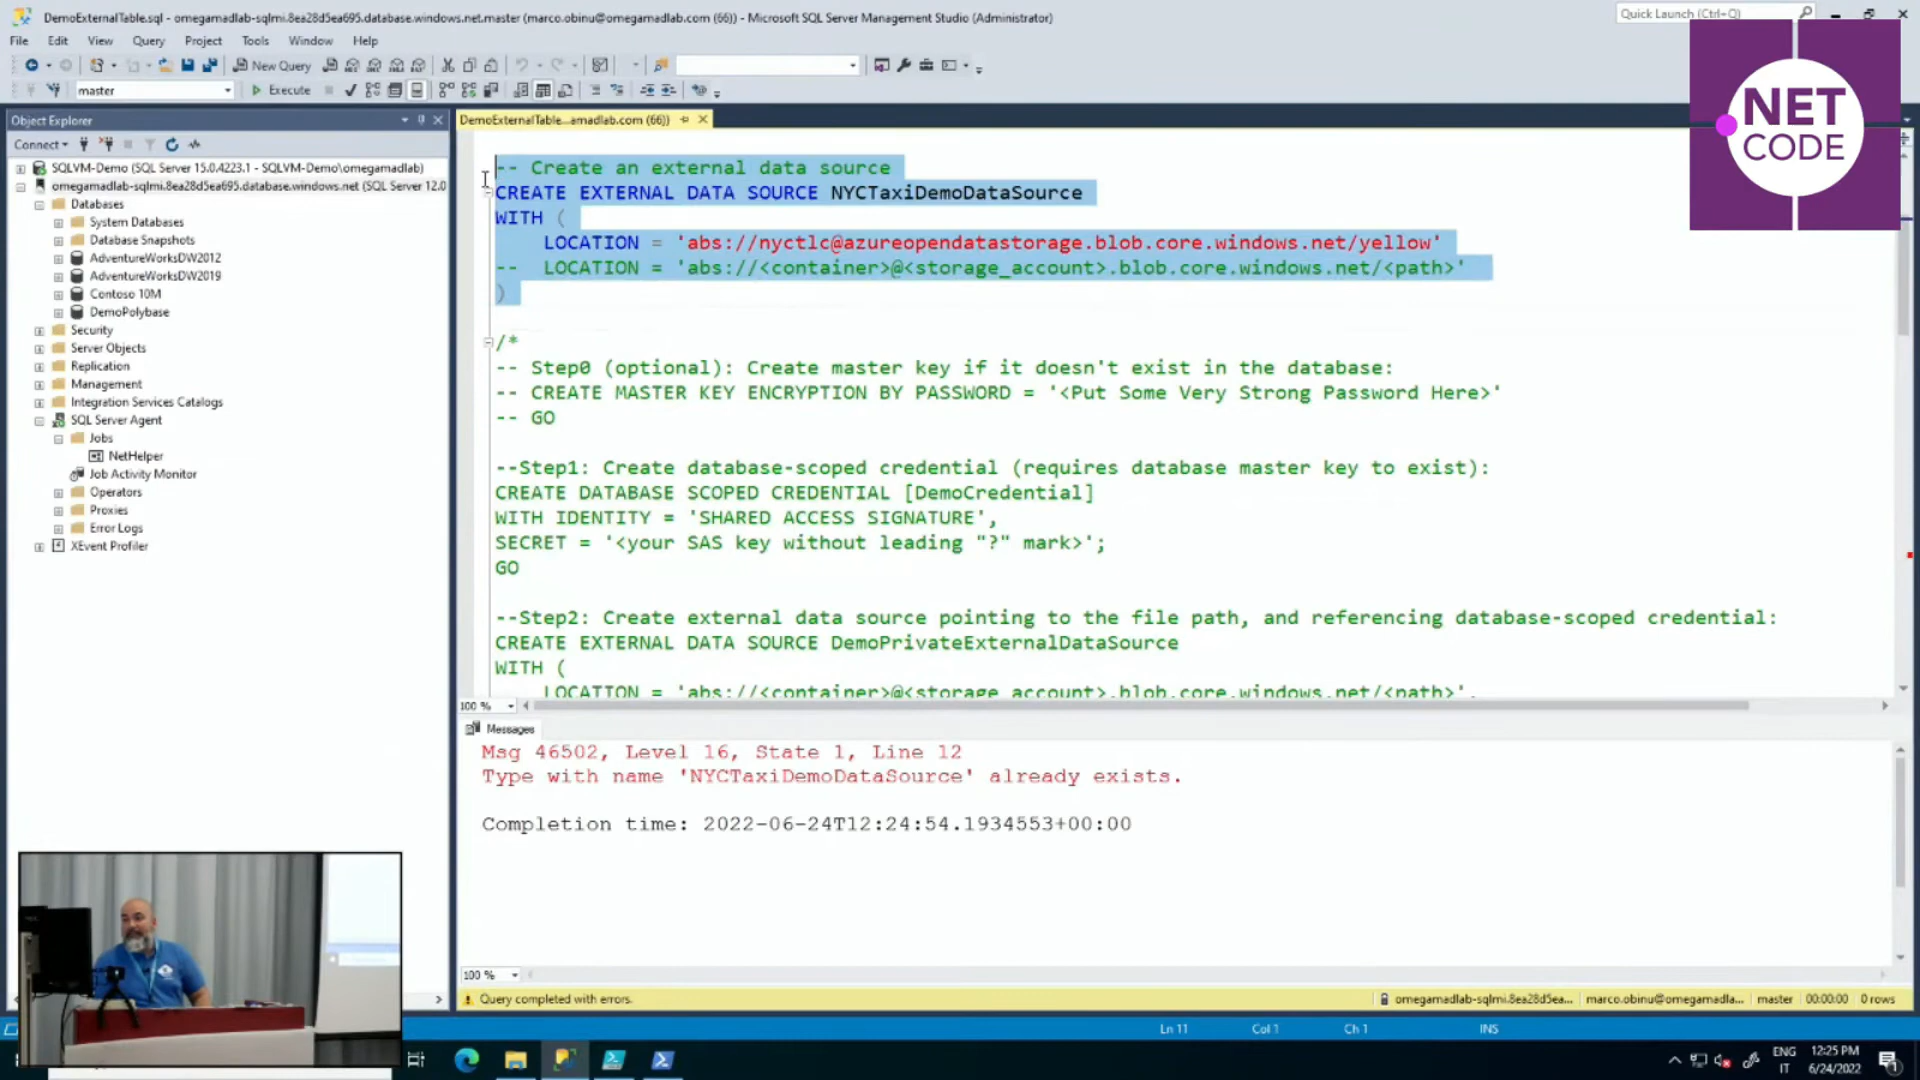 DemoExternalTable.sql - omegamadlab-sqlmi.8ea28d5ea695.database.windows.net.master (marco.obinu@omegamadlab.com (66)) - Microsoft SQL Server Management Studio (Administrator)
Quick Launch (Ctrl+Q)
File Edit View Query Project Tools Window Help
New Query
master
Execute
NET
CODE
Object Explorer
DemoExternalTable...amadlab.com (66))
Connect
SQLVM-Demo (SQL Server 15.0.4223.1 - SQLVM-Demo\omegamadlab)
omegamadlab-sqlmi.8ea28d5ea695.database.windows.net (SQL Server 12.0
Databases
System Databases
Database Snapshots
AdventureWorksDW2012
AdventureWorksDW2019
Contoso 10M
DemoPolybase
Security
Server Objects
Replication
Management
Integration Services Catalogs
SQL Server Agent
Jobs
NetHelper
Job Activity Monitor
Operators
Proxies
Error Logs
XEvent Profiler
-- Create an external data source
CREATE EXTERNAL DATA SOURCE NYCTaxiDemoDataSource
WITH (
LOCATION = 'abs://nyctlc@azureopendatastorage.blob.core.windows.net/yellow'
-- LOCATION = 'abs://<container>@<storage_account>.blob.core.windows.net/<path>'
)
/*
-- Step0 (optional): Create master key if it doesn't exist in the database:
-- CREATE MASTER KEY ENCRYPTION BY PASSWORD = '<Put Some Very Strong Password Here>'
-- GO
--Step1: Create database-scoped credential (requires database master key to exist):
CREATE DATABASE SCOPED CREDENTIAL [DemoCredential]
WITH IDENTITY = 'SHARED ACCESS SIGNATURE',
SECRET = '<your SAS key without leading "?" mark>';
GO
--Step2: Create external data source pointing to the file path, and referencing database-scoped credential:
CREATE EXTERNAL DATA SOURCE DemoPrivateExternalDataSource
WITH (
LOCATION = 'abs://<container>@<storage_account>.blob.core.windows.net/<path>',
100 %
Messages
Msg 46502, Level 16, State 1, Line 12
Type with name 'NYCTaxiDemoDataSource' already exists.
Completion time: 2022-06-24T12:24:54.1934553+00:00
100 %
Query completed with errors.
omegamadlab-sqlmi.8ea28d5ea...
marco.obinu@omegamadla...
master
00:00:00
0 rows
Ln 11
Col 1
Ch 1
INS
ENG
IT
12:25 PM
6/24/2022
1